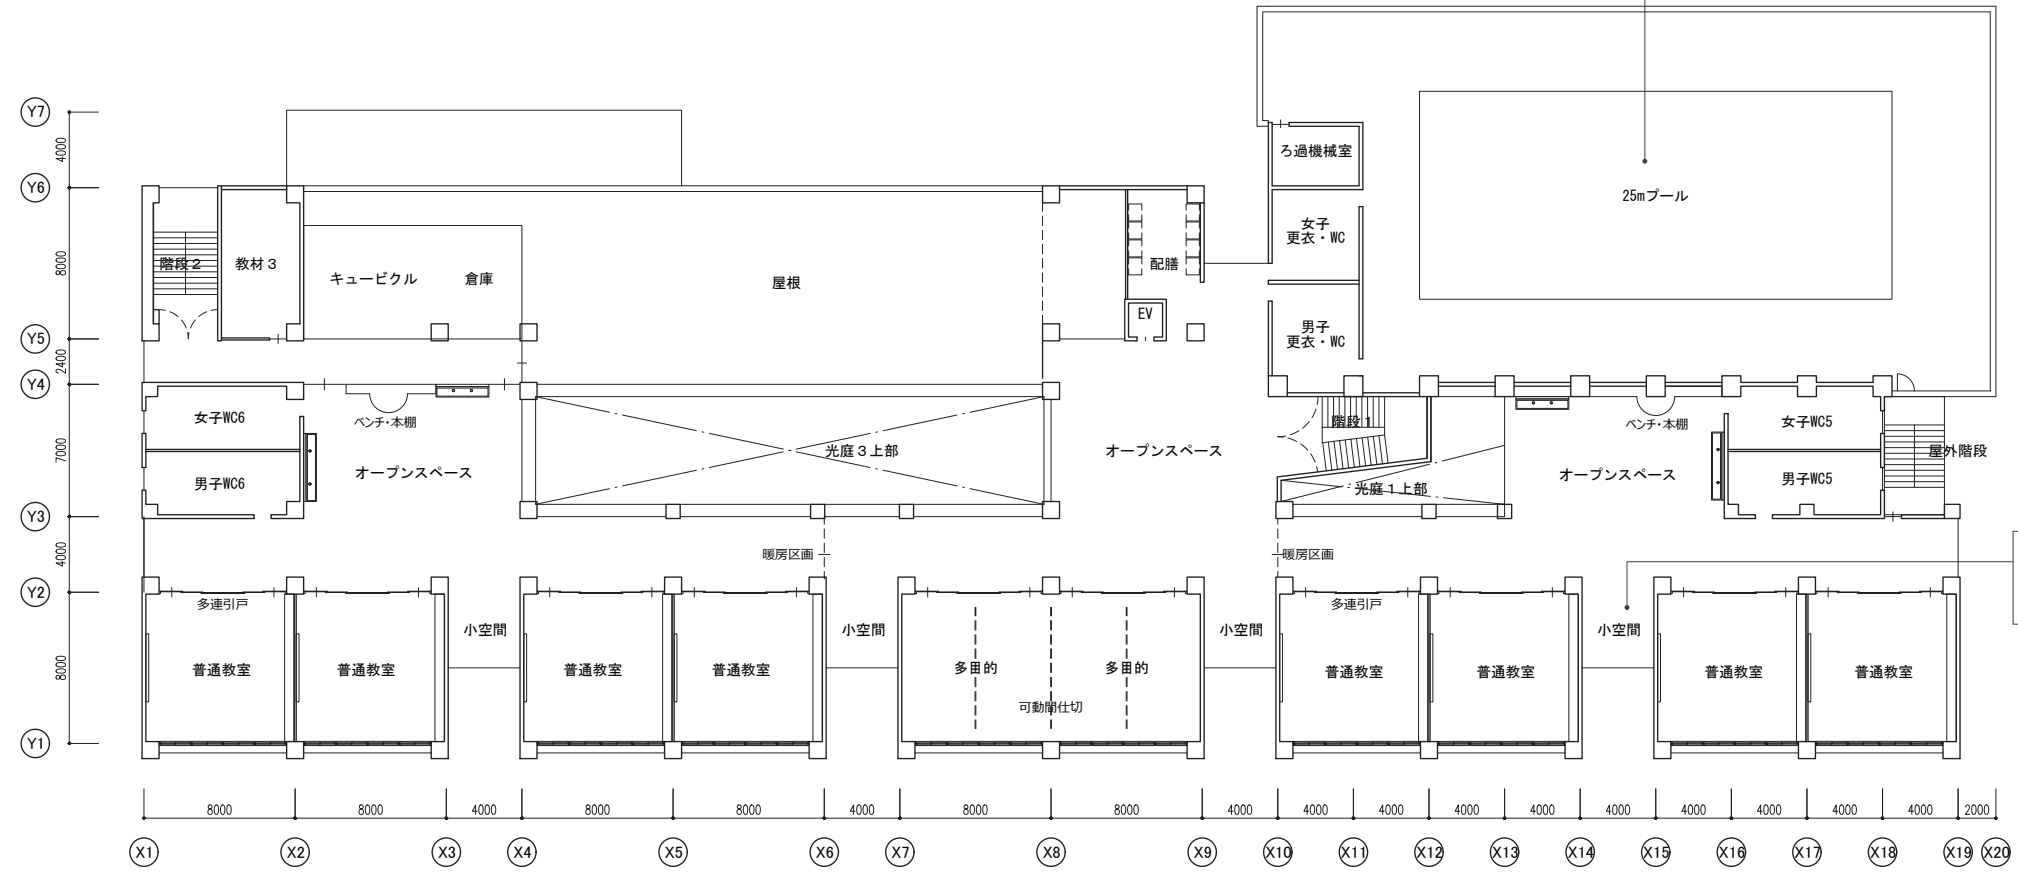 Y7
4000
ろ過機械室
Y6
25mプール
女子
更衣・WC
8000
階段2
教材3
キュービクル
倉庫
屋根
配膳
EV
男子
更衣・WC
Y5
2400
Y4
女子WC6
ベンチ・本棚
階段1
ベンチ・本棚
女子WC5
7000
光庭3上部
オープンスペース
屋外階段
オープンスペース
オープンスペース
男子WC6
光庭1上部
男子WC5
Y3
4000
暖房区画
暖房区画
Y2
多連引戸
多連引戸
小空間
小空間
小空間
小空間
8000
普通教室
普通教室
普通教室
普通教室
多目的
多目的
普通教室
普通教室
普通教室
普通教室
可動間仕切
Y1
8000
8000
4000
8000
8000
4000
8000
8000
4000
4000
4000
4000
4000
4000
4000
4000
4000
4000
2000
X1
X2
X3
X4
X5
X6
X7
X8
X9
X10
X11
X12
X13
X14
X15
X16
X17
X18
X19
X20